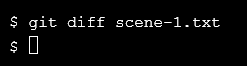 $ git diff scene-1.txt
$